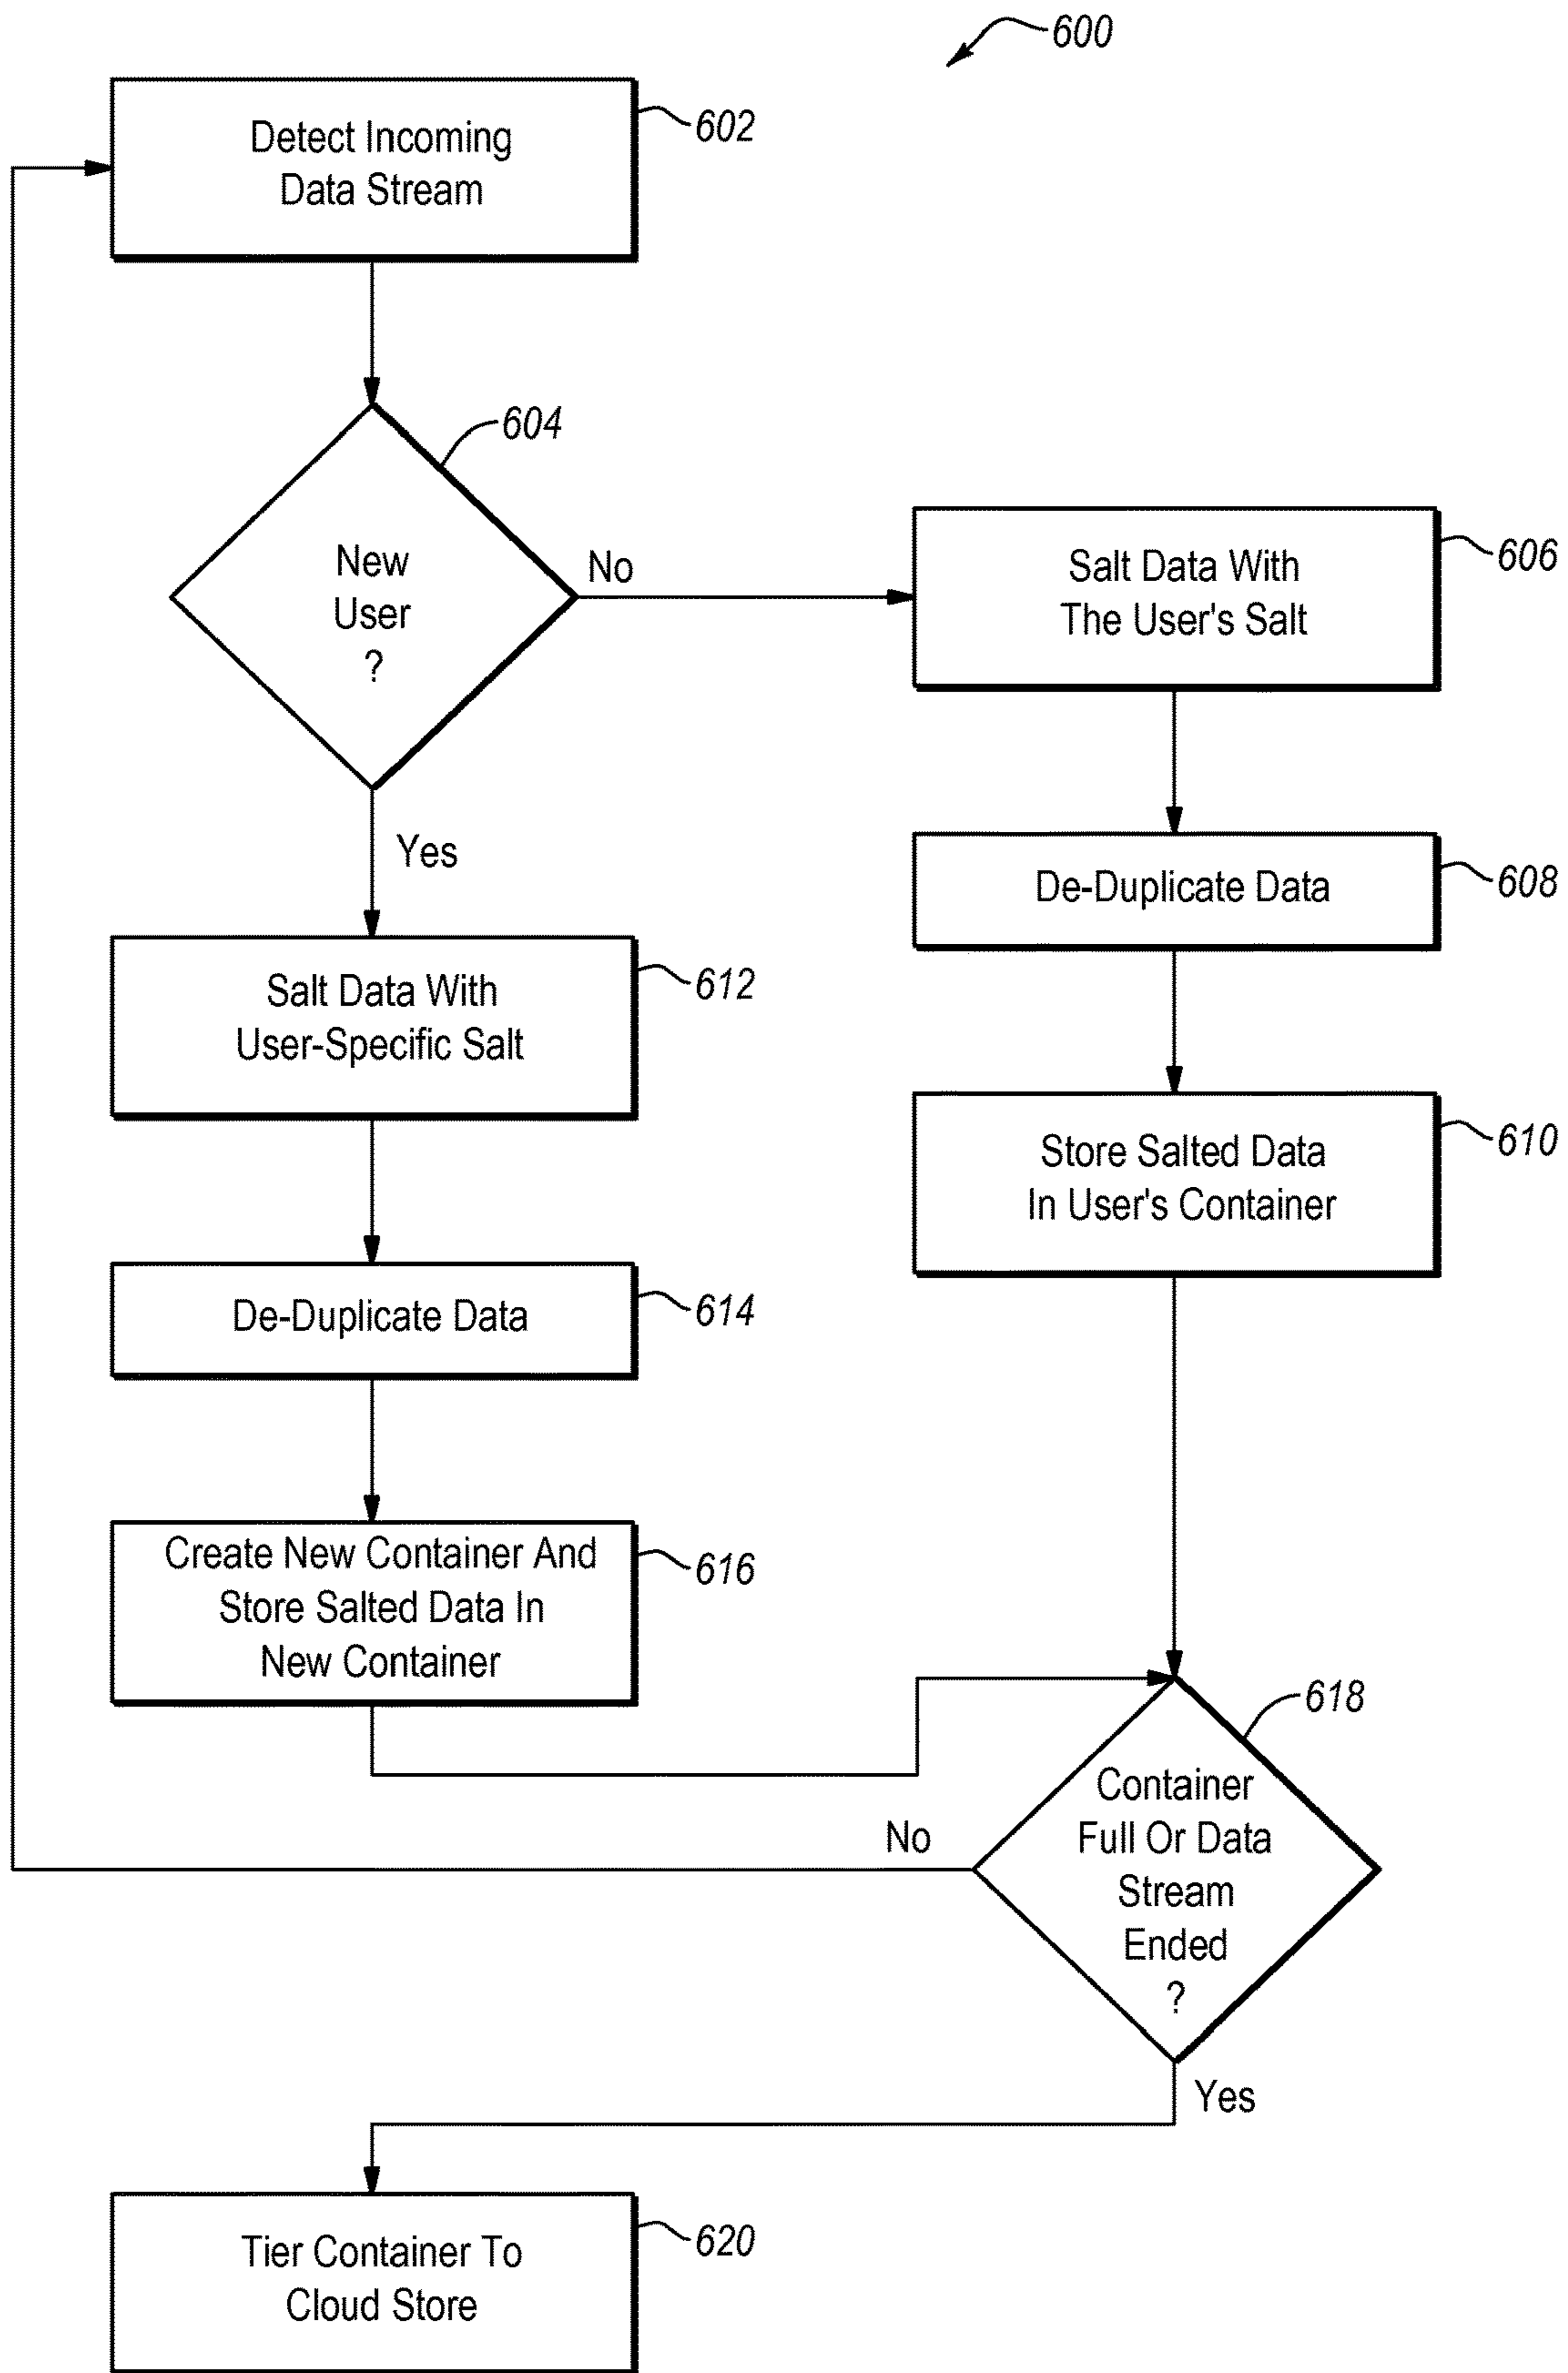 600
Detect Incoming
Data Stream
602
604
New
User
?
No
Yes
Salt Data With
The User's Salt
606
De-Duplicate Data
608
Store Salted Data
In User's Container
610
Salt Data With
User-Specific Salt
612
De-Duplicate Data
614
Create New Container And
Store Salted Data In
New Container
616
618
Container
Full Or Data
Stream
Ended
?
No
Yes
Tier Container To
Cloud Store
620